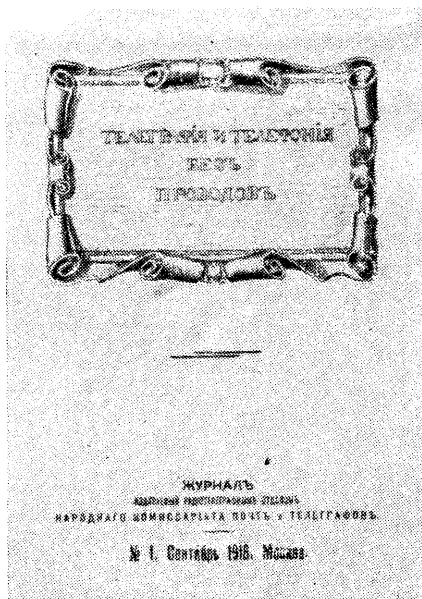 ТЕЛЕГРАФІЯ И ТЕЛЕФОНІЯ
БЕЗЪ
ПРОВОДОВЪ
ЖУРНАЛЪ
НАРОДНАГО КОМИССАРІАТА ПОЧТЪ и ТЕЛЕГРАФОВЪ
№ 1. Сентябрь 1918. Москва.